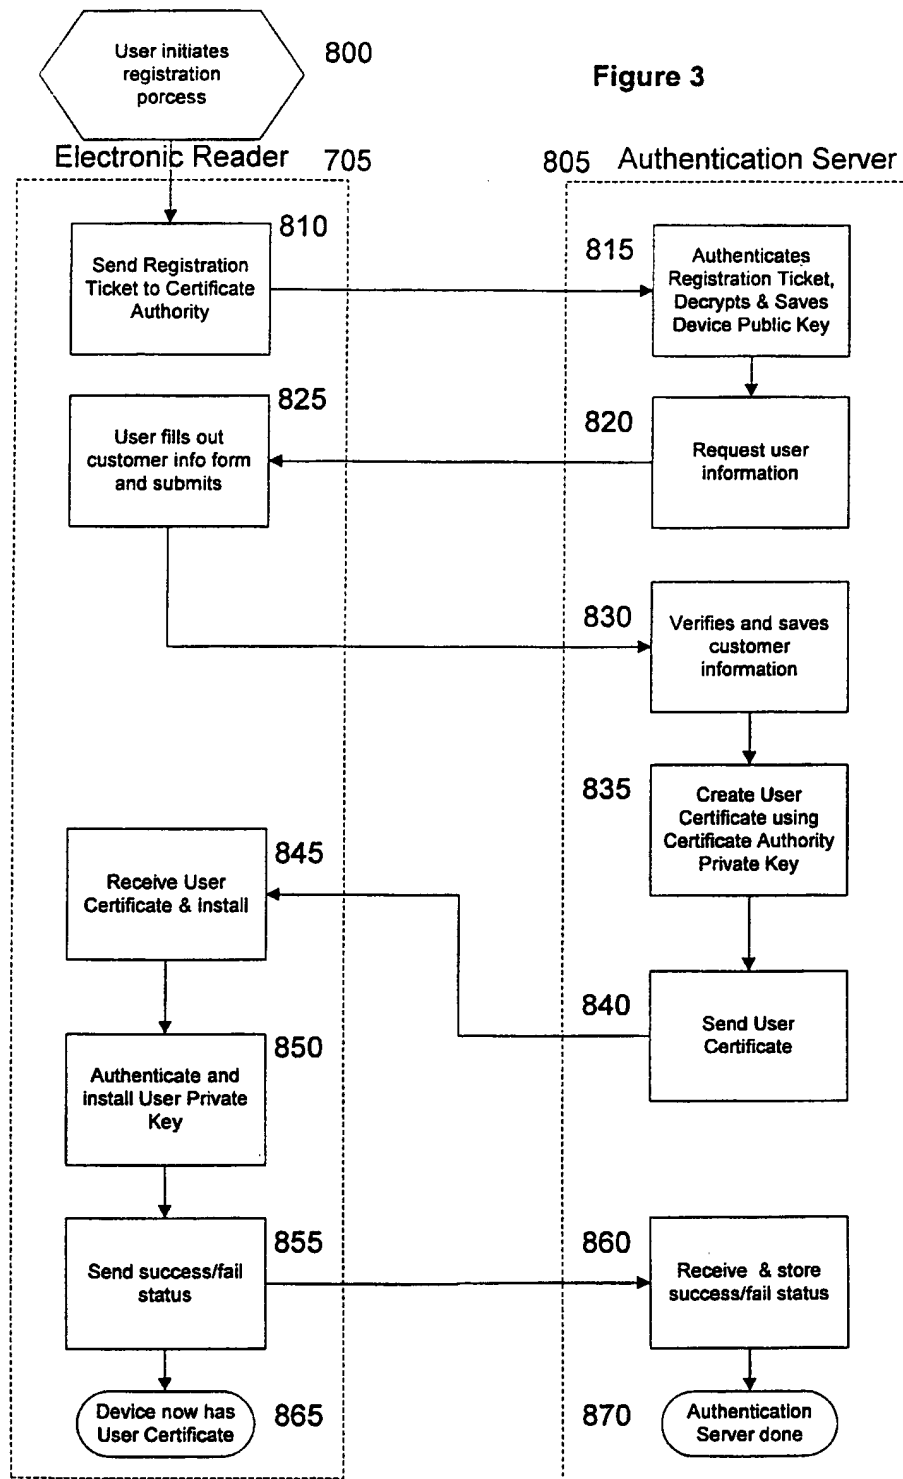 User initiates
registration
porcess
800
Figure 3
Electronic Reader
705
805
Authentication Server
810
Send Registration
Ticket to Certificate
Authority
815
Authenticates
Registration Ticket,
Decrypts & Saves
Device Public Key
825
User fills out
customer info form
and submits
820
Request user
information
830
Verifies and saves
customer
information
835
Create User
Certificate using
Certificate Authority
Private Key
845
Receive User
Certificate & Install
840
Send User
Certificate
850
Authenticate and
install User Private
Key
855
Send success/fail
status
860
Receive & store
success/fail status
Device now has
User Certificate
865
870
Authentication
Server done